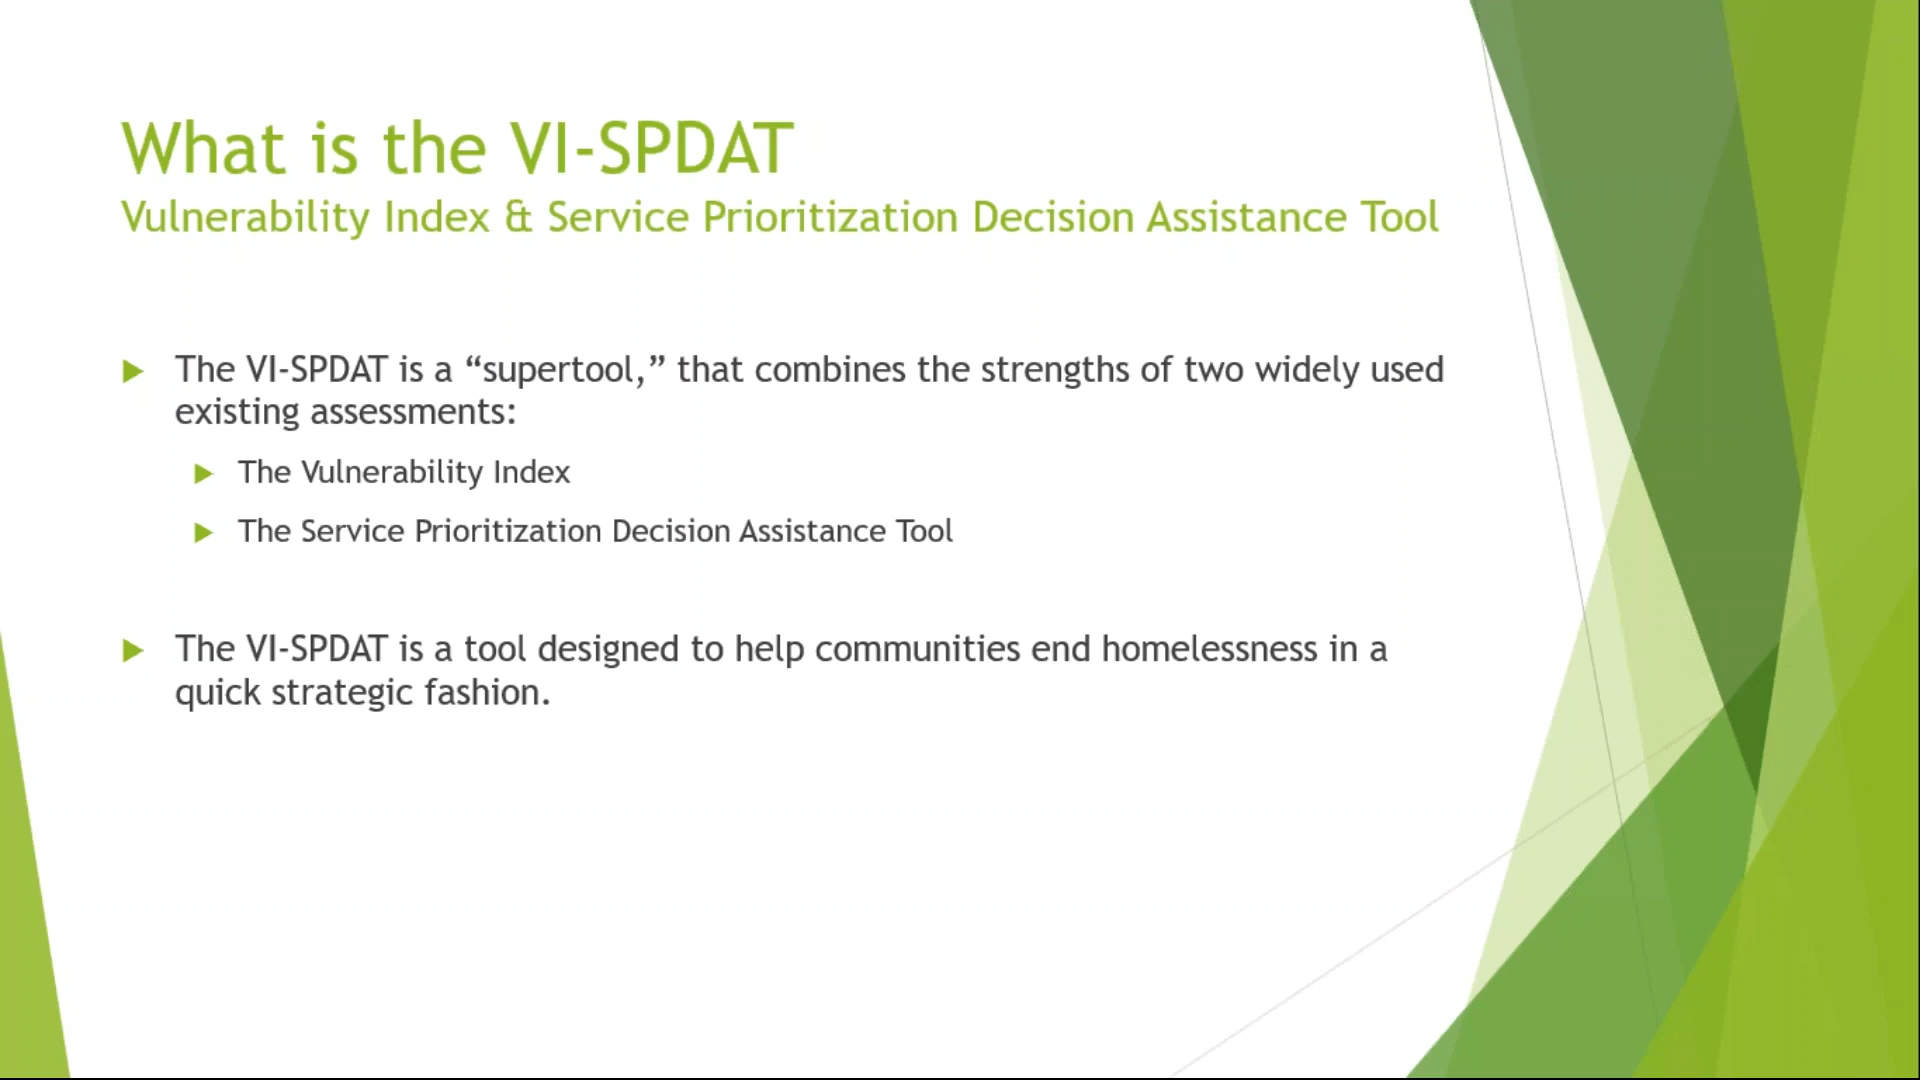 What is the VI-SPDAT
Vulnerability Index & Service Prioritization Decision Assistance Tool
The VI-SPDAT is a “supertool,” that combines the strengths of two widely used
existing assessments:
The Vulnerability Index
The Service Prioritization Decision Assistance Tool
The VI-SPDAT is a tool designed to help communities end homelessness in a
quick strategic fashion.